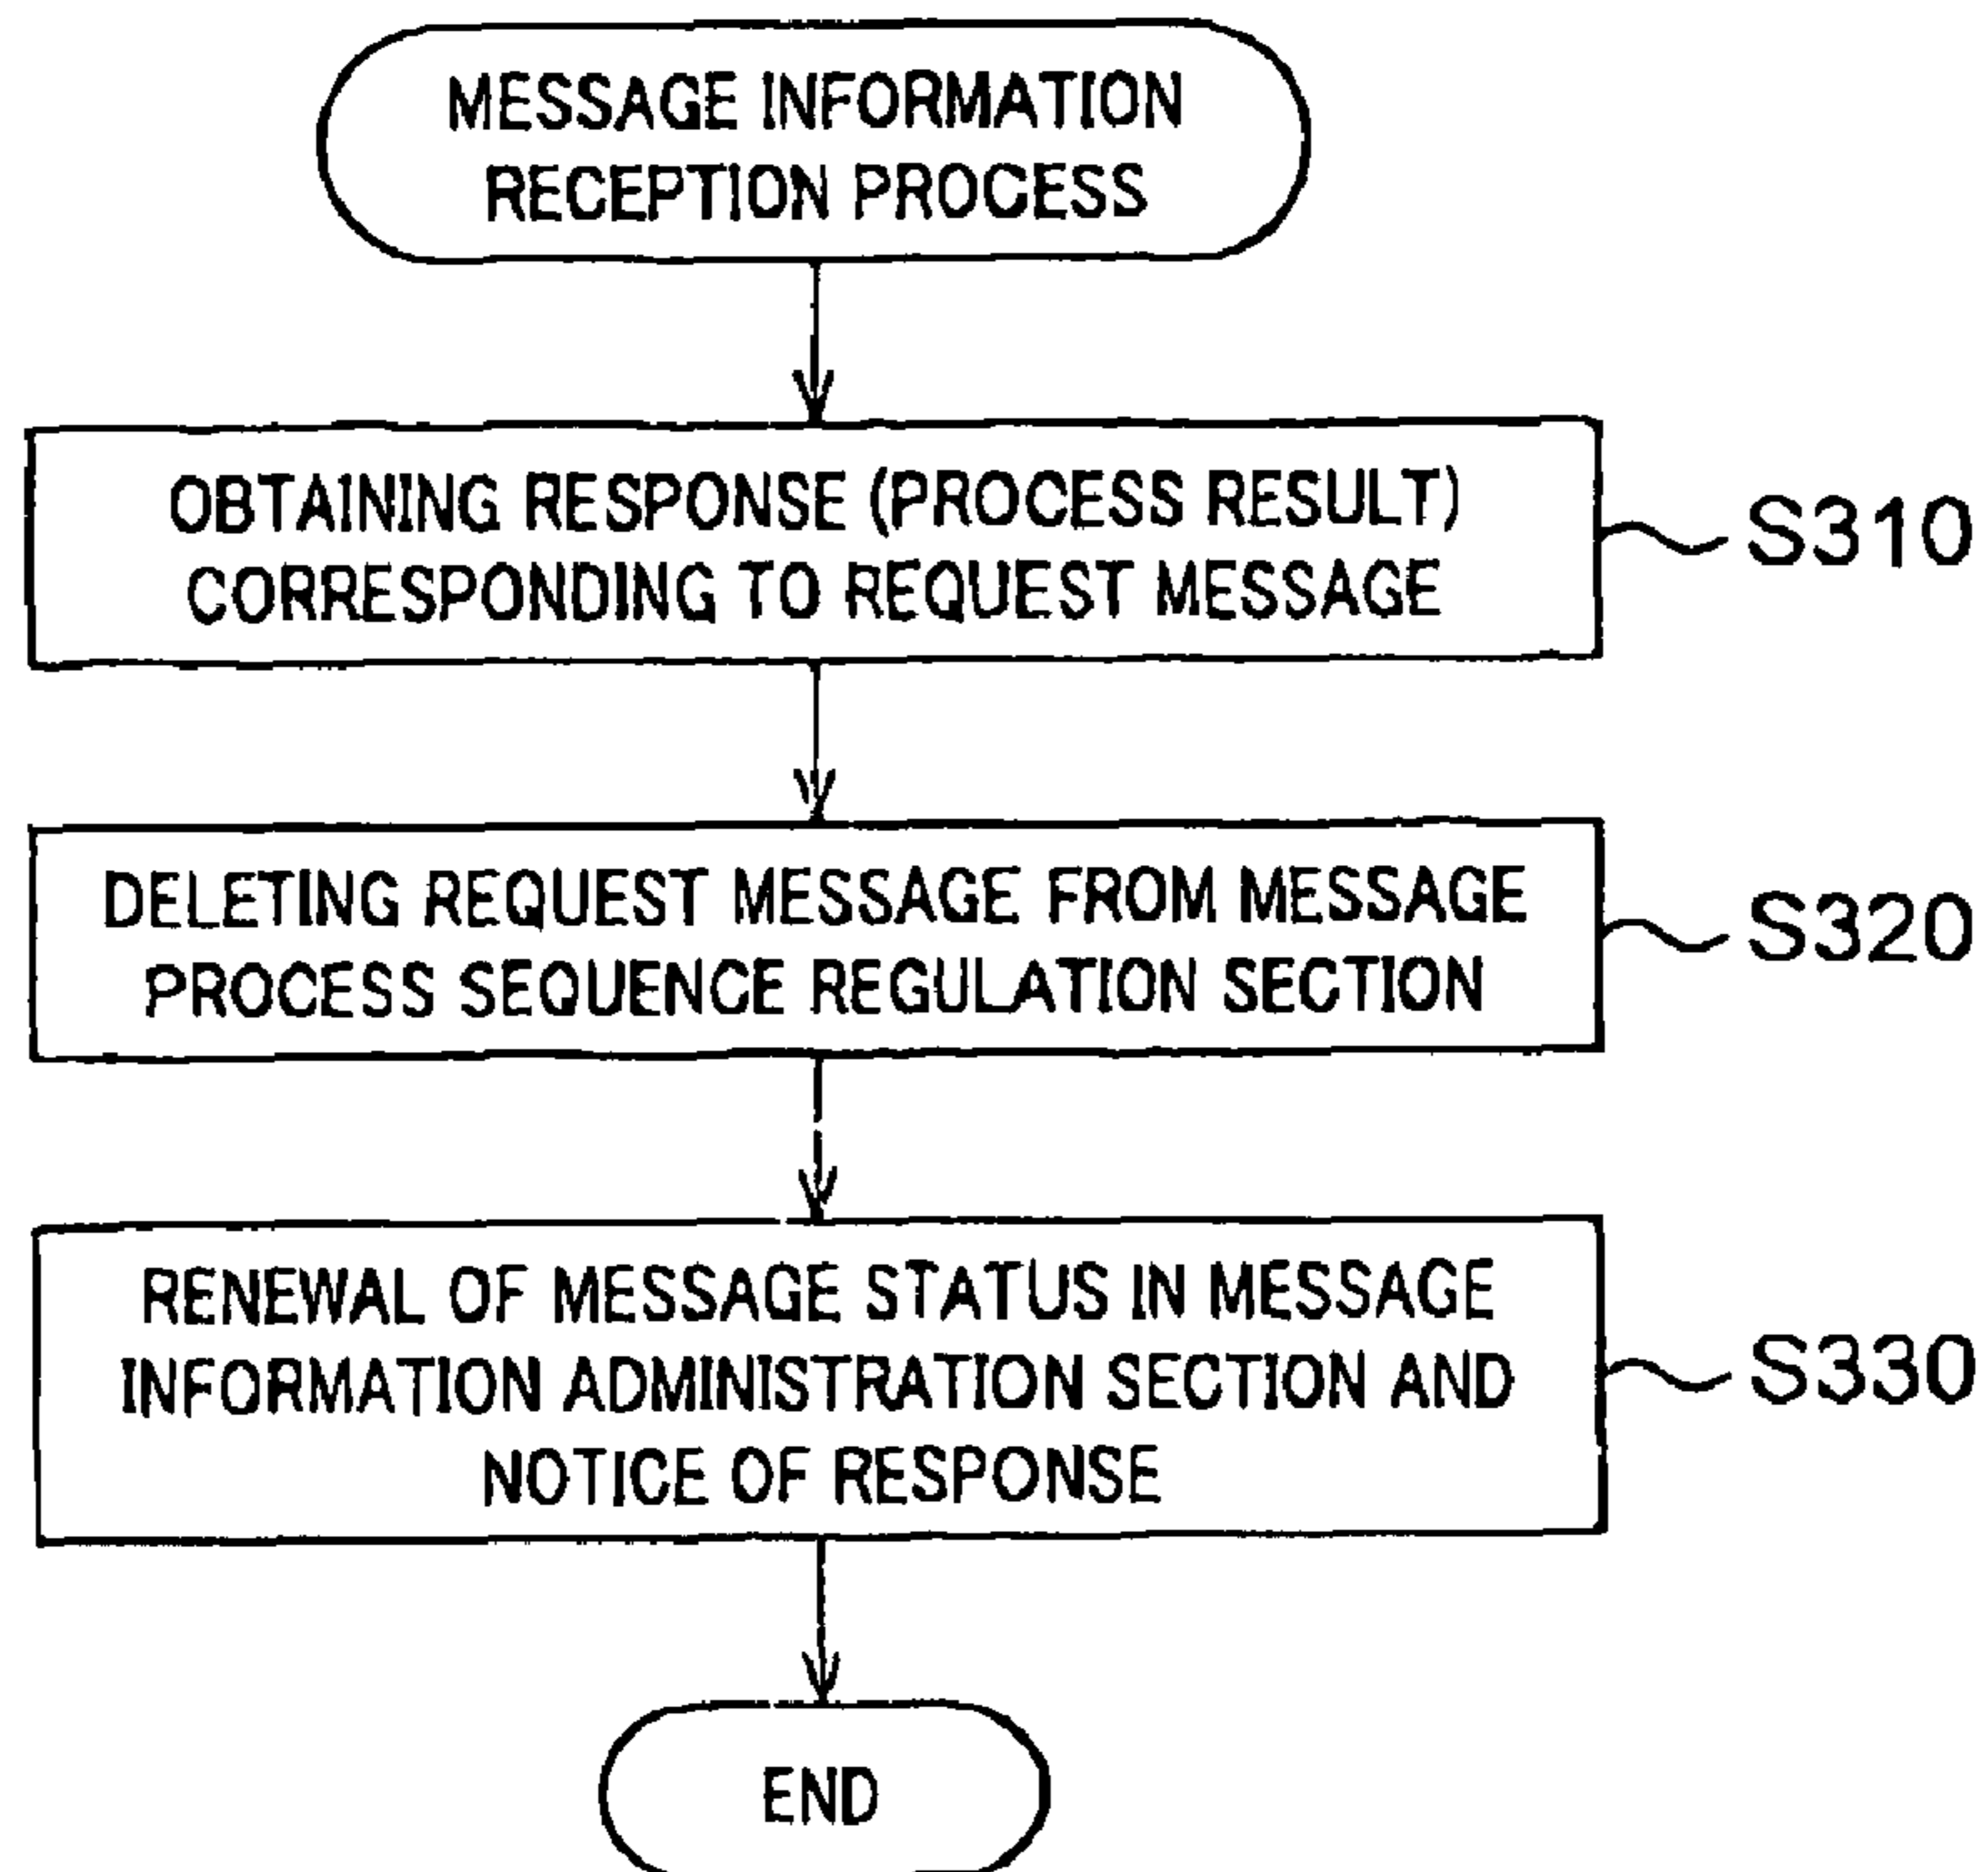 MESSAGE INFORMATION
RECEPTION PROCESS
OBTAINING RESPONSE (PROCESS RESULT)
CORRESPONDING TO REQUEST MESSAGE
S310
DELETING REQUEST MESSAGE FROM MESSAGE
PROCESS SEQUENCE REGULATION SECTION
S320
RENEWAL OF MESSAGE STATUS IN MESSAGE
INFORMATION ADMINISTRATION SECTION AND
NOTICE OF RESPONSE
S330
END